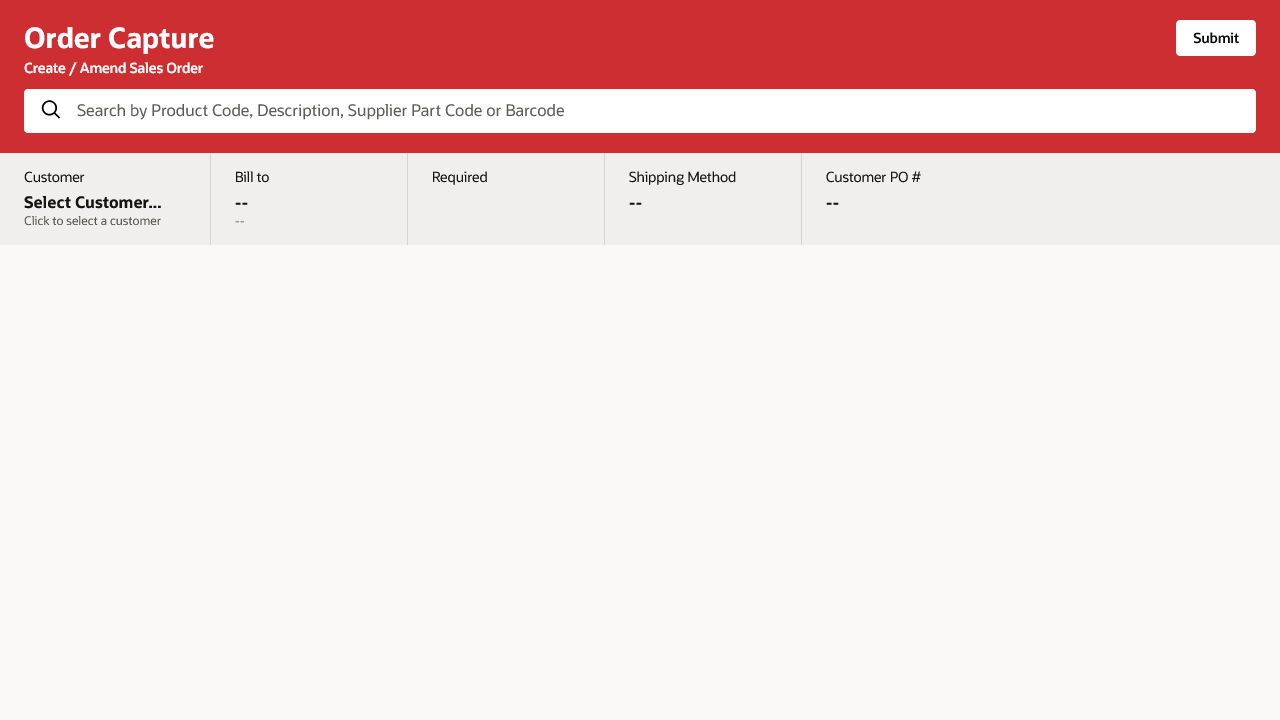 Order Capture
Submit
Create / Amend Sales Order
Search by Product Code, Description, Supplier Part Code or Barcode
Customer
Select Customer...
Click to select a customer
Bill to
--
--
Required
Shipping Method
--
Customer PO #
--